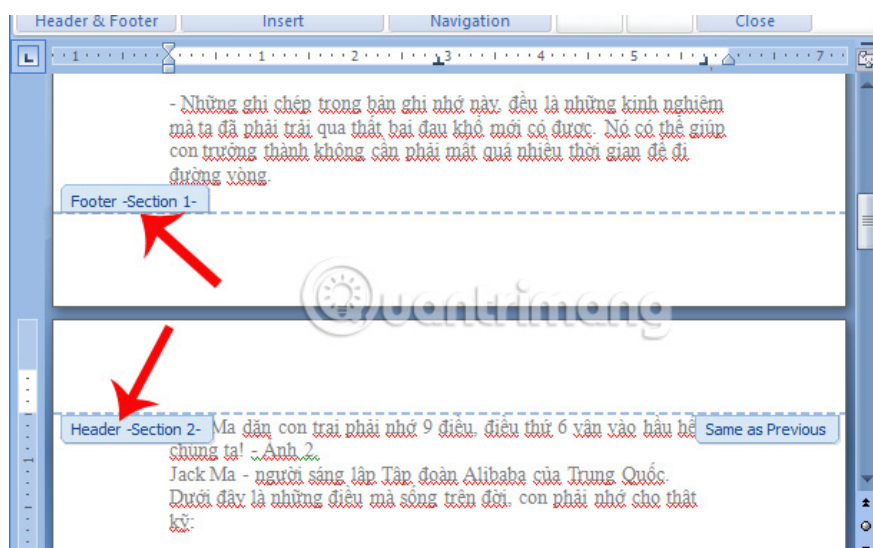 Header & Footer Insert Navigation Close
1 1 2 3 4 5 7
- Những ghi chép trong bản ghi nhớ này, đều là những kinh nghiệm
mà ta đã phải trải qua thất bại đau khổ mới có được. Nó có thể giúp
con trưởng thành không cần phải mất quá nhiều thời gian để đi
đường vòng.
Footer -Section 1-
Quantrimang
Header -Section 2- Ma dặn con trai phải nhớ 9 điều, điều thứ 6 vận vào hầu hế Same as Previous
chúng ta! - Ảnh 2.
Jack Ma - người sáng lập Tập đoàn Alibaba của Trung Quốc.
Dưới đây là những điều mà sống trên đời, con phải nhớ cho thật
kỹ:
1